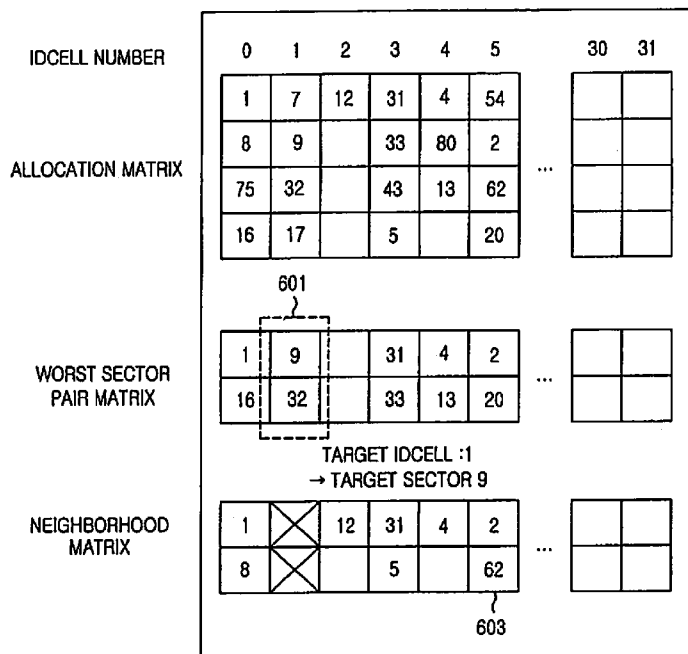 IDCELL NUMBER 0 1 2 3 4 5 30 31
1 7 12 31 4 54
8 9 33 80 2
ALLOCATION MATRIX ...
75 32 43 13 62
16 17 5 20
601
1 9 31 4 2
WORST SECTOR PAIR MATRIX ...
16 32 33 13 20
TARGET IDCELL :1
→ TARGET SECTOR 9
NEIGHBORHOOD MATRIX
1 12 31 4 2
...
8 5 62
603